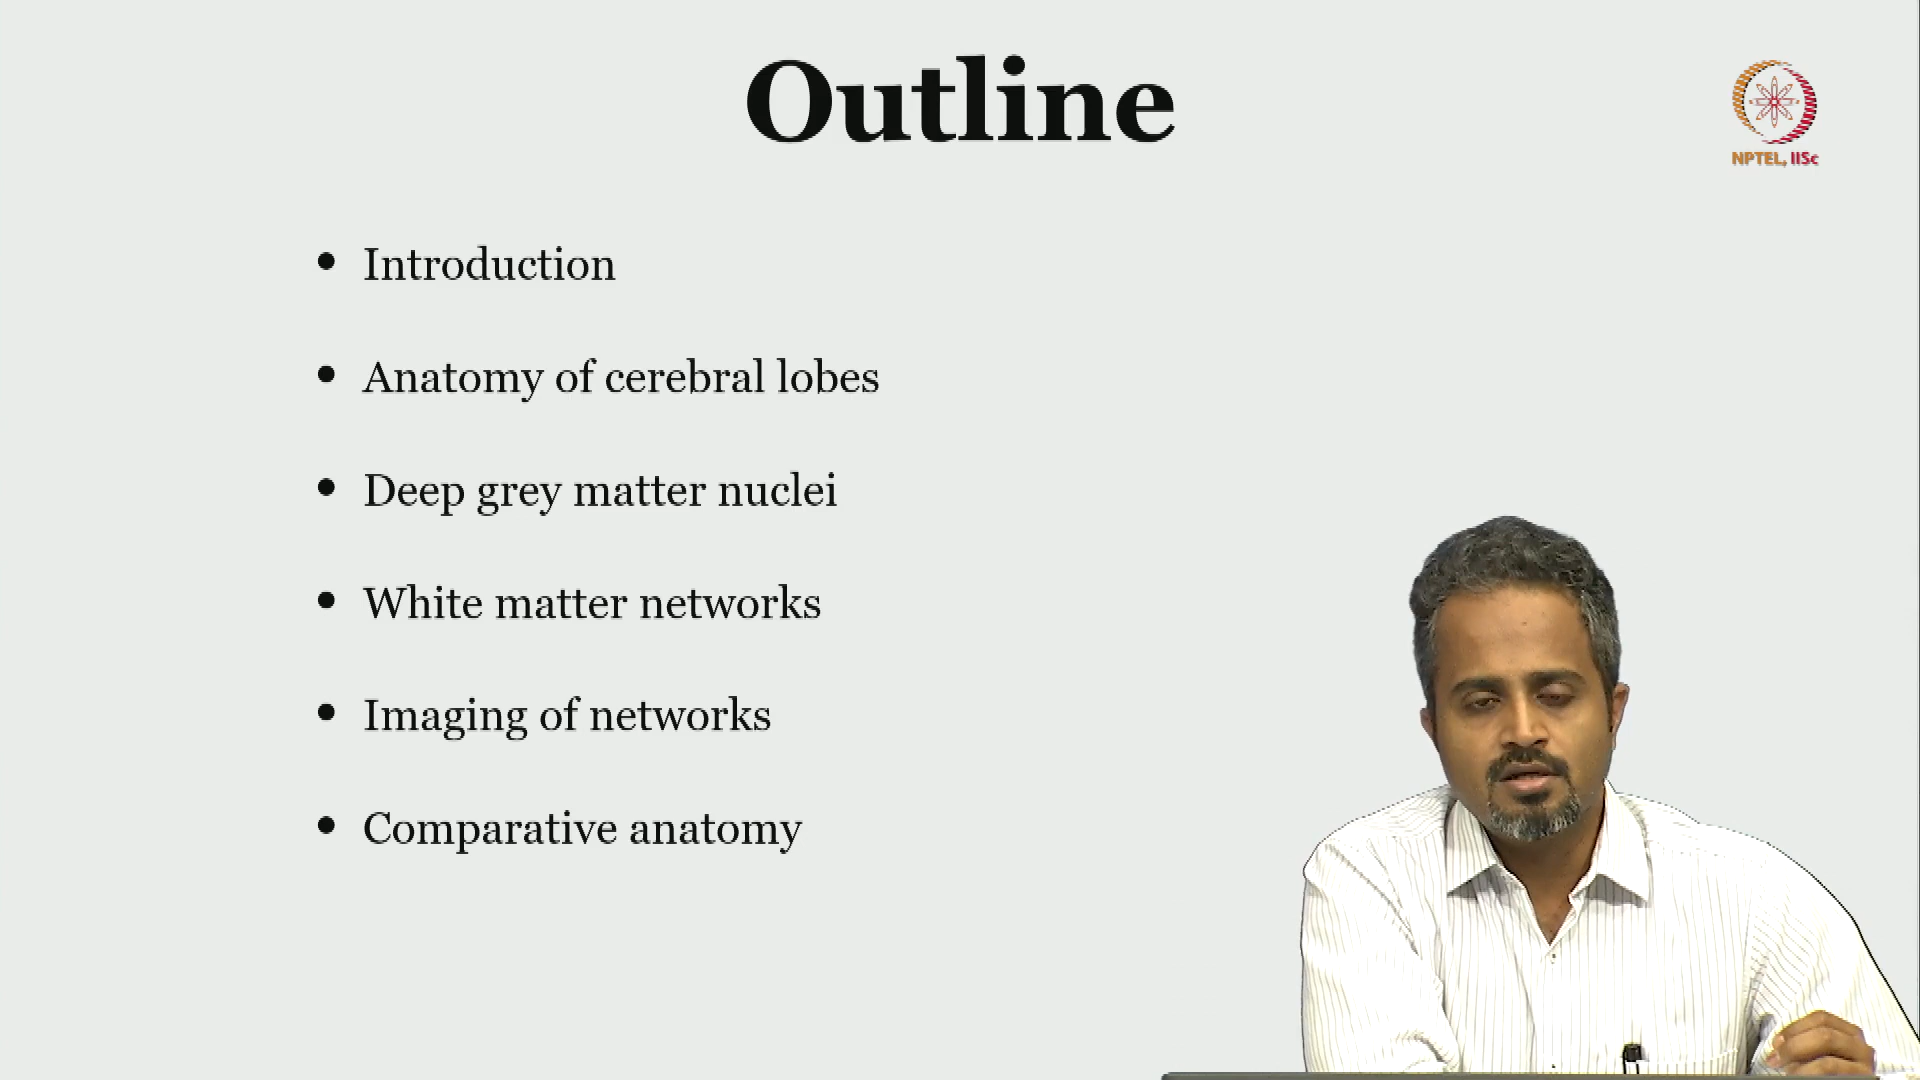 Outline
NPTEL, IISc
• Introduction
• Anatomy of cerebral lobes
• Deep grey matter nuclei
• White matter networks
• Imaging of networks
• Comparative anatomy